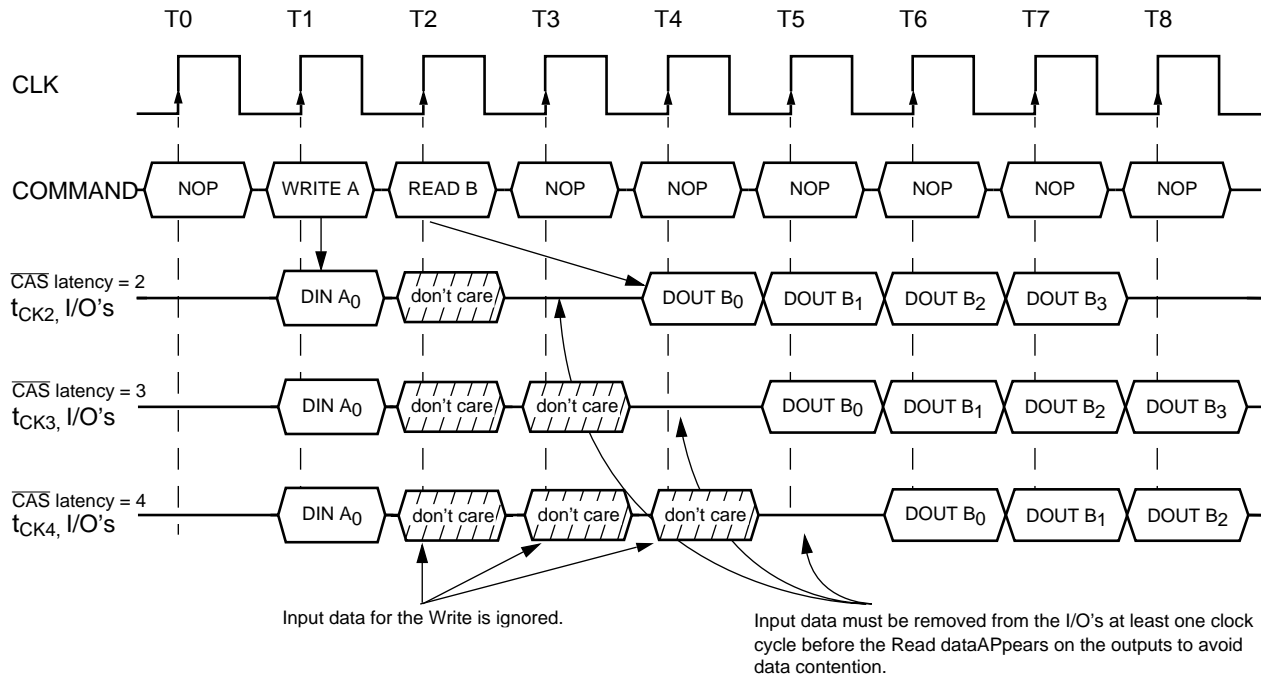 T0 T1 T2 T3 T4 T5 T6 T7 T8
CLK
COMMAND NOP WRITE A READ B NOP NOP NOP NOP NOP NOP
CAS latency = 2
tCK2, I/O's DIN A0 don't care DOUT B0 DOUT B1 DOUT B2 DOUT B3
CAS latency = 3
tCK3, I/O's DIN A0 don't care don't care DOUT B0 DOUT B1 DOUT B2 DOUT B3
CAS latency = 4
tCK4, I/O's DIN A0 don't care don't care don't care DOUT B0 DOUT B1 DOUT B2
Input data for the Write is ignored.
Input data must be removed from the I/O's at least one clock
cycle before the Read dataAPpears on the outputs to avoid
data contention.